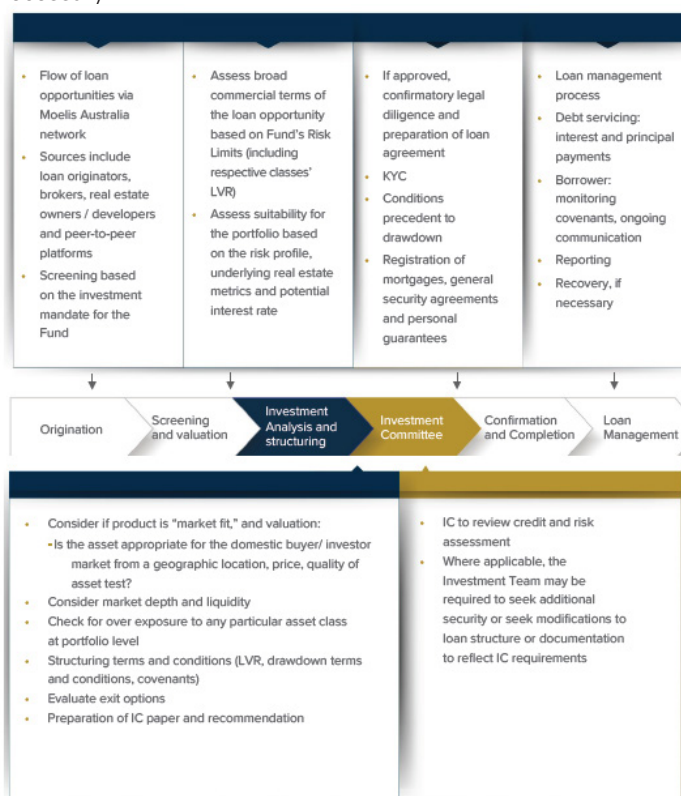 • Flow of loan
opportunities via
Moelis Australia
network
• Sources include
loan originators,
brokers, real estate
owners / developers
and peer-to-peer
platforms
• Screening based
on the investment
mandate for the
Fund
• Assess broad
commercial terms of
the loan opportunity
based on Fund's Risk
Limits (including
respective classes'
LVR)
• Assess suitability for
the portfolio based
on the risk profile,
underlying real estate
metrics and potential
interest rate
• If approved,
confirmatory legal
diligence and
preparation of loan
agreement
• KYC
• Conditions
precedent to
drawdown
• Registration of
mortgages, general
security agreements
and personal
guarantees
• Loan management
process
• Debt servicing:
interest and principal
payments
• Borrower:
monitoring
covenants, ongoing
communication
• Reporting
• Recovery, if
necessary
Origination
Screening
and valuation
Investment
Analysis and
structuring
Investment
Committee
Confirmation
and Completion
Loan
Management
• Consider if product is "market fit," and valuation:
-Is the asset appropriate for the domestic buyer/ investor
market from a geographic location, price, quality of
asset test?
• Consider market depth and liquidity
• Check for over exposure to any particular asset class
at portfolio level
• Structuring terms and conditions (LVR, drawdown terms
and conditions, covenants)
• Evaluate exit options
• Preparation of IC paper and recommendation
• IC to review credit and risk
assessment
• Where applicable, the
Investment Team may be
required to seek additional
security or seek modifications to
loan structure or documentation
to reflect IC requirements